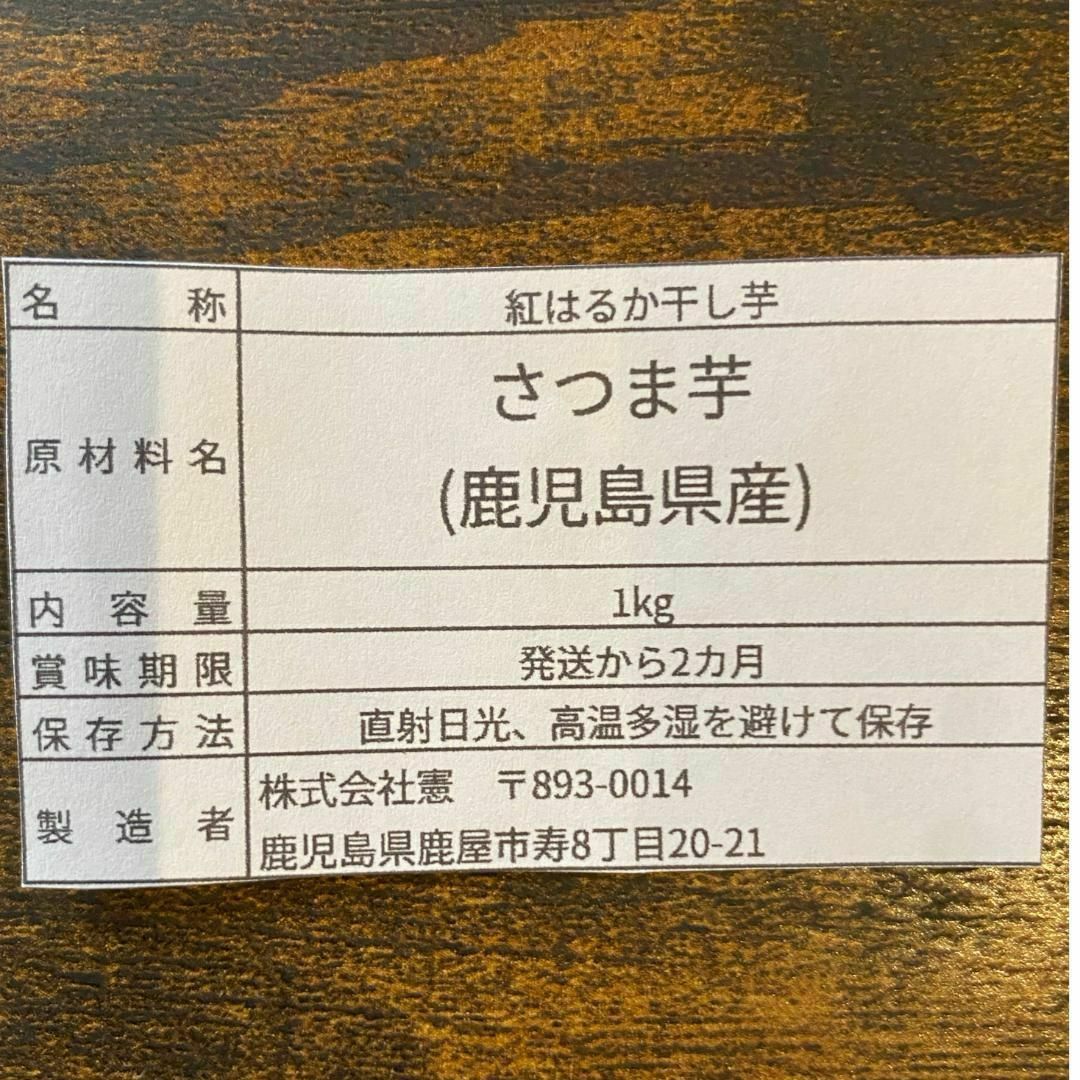 名称 紅はるか干し芋
原材料名 さつま芋
(鹿児島県産)
内容量 1kg
賞味期限 発送から2カ月
保存方法 直射日光、高温多湿を避けて保存
製造者 株式会社憲 〒893-0014
鹿児島県鹿屋市寿8丁目20-21